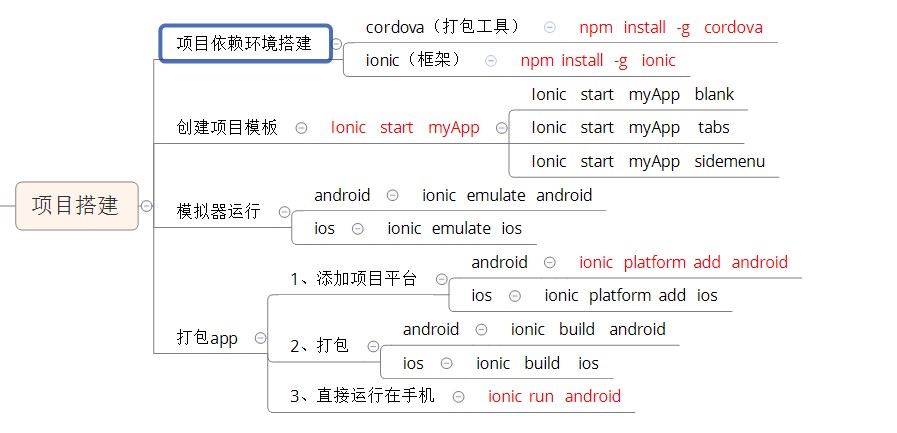 项目搭建
项目依赖环境搭建
cordova（打包工具） npm install -g cordova
ionic（框架） npm install -g ionic
创建项目模板 Ionic start myApp
Ionic start myApp blank
Ionic start myApp tabs
Ionic start myApp sidemenu
模拟器运行
android ionic emulate android
ios ionic emulate ios
打包app
1、添加项目平台
android ionic platform add android
ios ionic platform add ios
2、打包
android ionic build android
ios ionic build ios
3、直接运行在手机 ionic run android